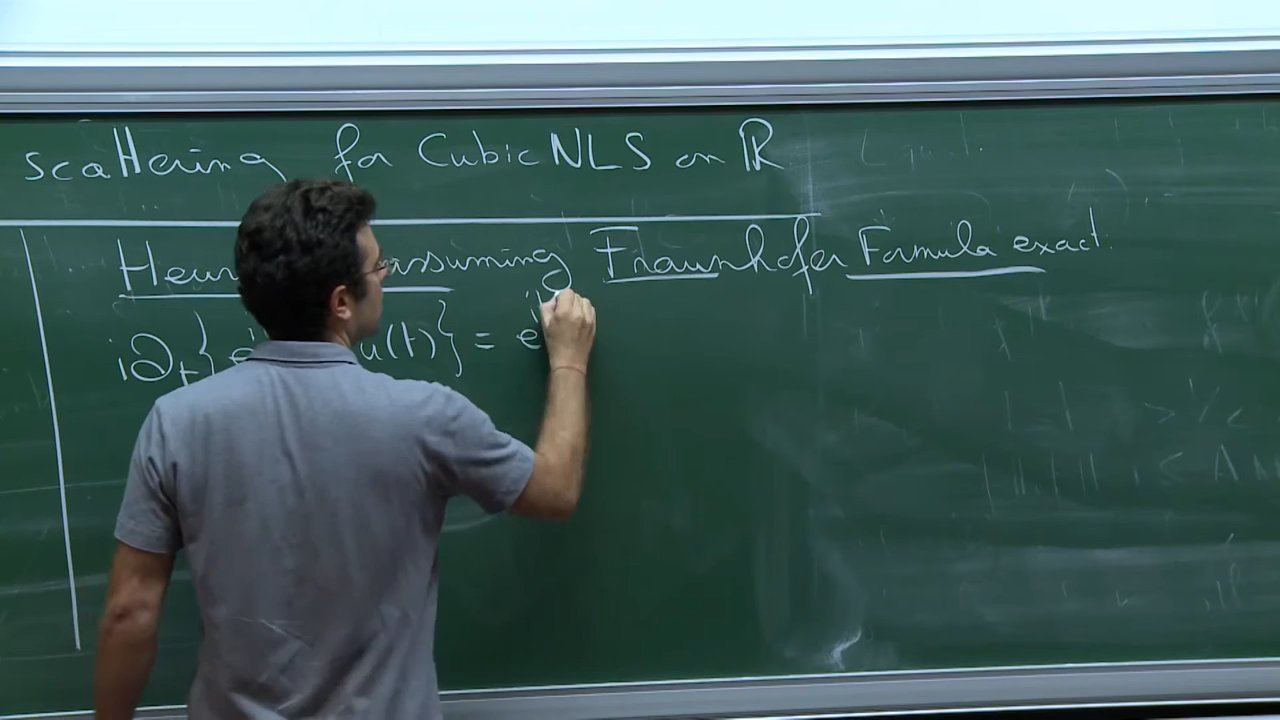 scattering for Cubic NLS on ℝ
assuming Fraunhofer Formula exact.
i∂t{ u(t)} = e^i